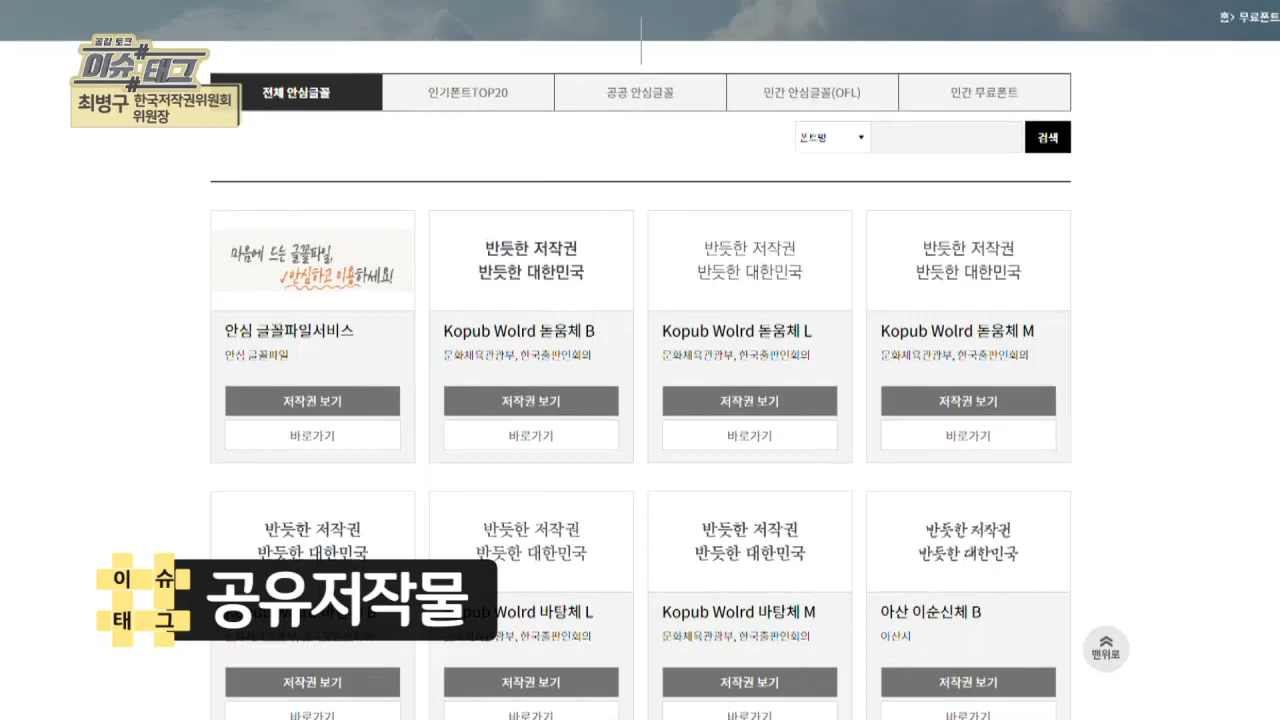 홈> 무료폰트
공감 토크
이슈#
#태그
최병구 한국저작권위원회
위원장
전체 안심글꼴
인기폰트TOP20
공공 안심글꼴
민간 안심글꼴(OFL)
민간 무료폰트
폰트명
검색
마음에 드는 글꼴파일,
안심하고 이용하세요!
안심 글꼴파일서비스
안심 글꼴파일
저작권 보기
바로가기
반듯한 저작권
반듯한 대한민국
Kopub Wolrd 돋움체 B
문화체육관광부, 한국출판인회의
저작권 보기
바로가기
반듯한 저작권
반듯한 대한민국
Kopub Wolrd 돋움체 L
문화체육관광부, 한국출판인회의
저작권 보기
바로가기
반듯한 저작권
반듯한 대한민국
Kopub Wolrd 돋움체 M
문화체육관광부, 한국출판인회의
저작권 보기
바로가기
반듯한 저작권
반듯한 대한민국
저작권 보기
바로가기
반듯한 저작권
반듯한 대한민국
Wolrd 바탕체 L
한국출판인회의
저작권 보기
바로가기
반듯한 저작권
반듯한 대한민국
Kopub Wolrd 바탕체 M
문화체육관광부, 한국출판인회의
저작권 보기
바로가기
반듯한 저작권
반듯한 대한민국
아산 이순신체 B
아산시
저작권 보기
바로가기
이슈
태그
공유저작물
맨위로